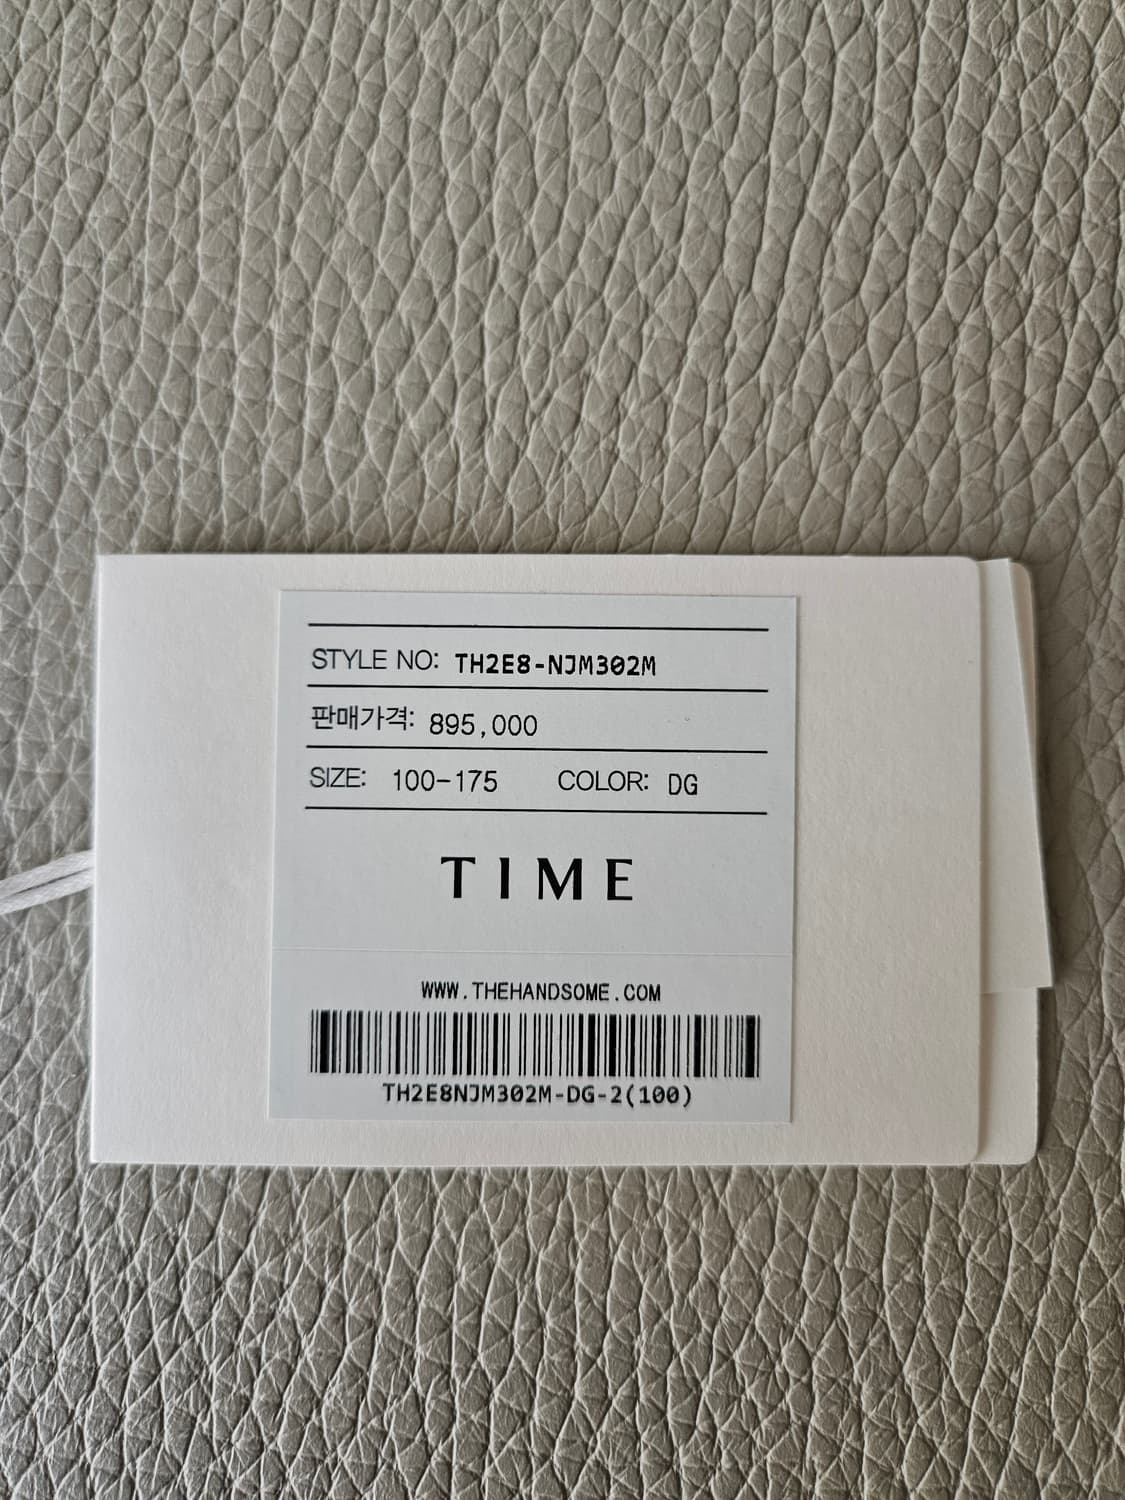 STYLE NO: TH2E8-NJM302M
판매가격: 895,000
SIZE: 100-175 COLOR: DG
TIME
WWW.THEHANDSOME.COM
TH2E8NJM302M-DG-2(100)